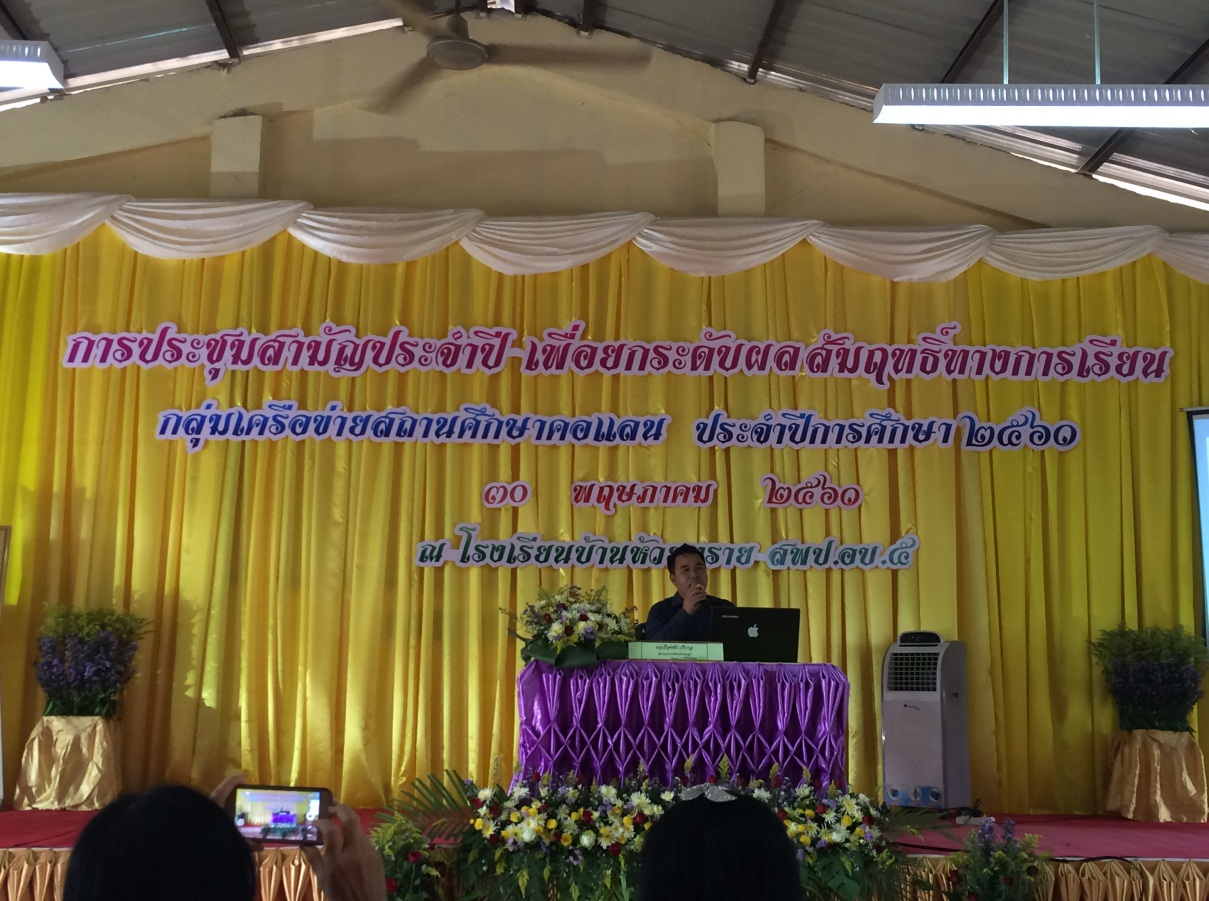 การประชุมสามัญประจำปี เพื่อยกระดับผลสัมฤทธิ์ทางการเรียน
กลุ่มเครือข่ายสถานศึกษาคอแลน ประจำปีการศึกษา ๒๕๖๐
๓๐ พฤษภาคม ๒๕๖๐
ณ โรงเรียนบ้าน สพป.อบ.๕